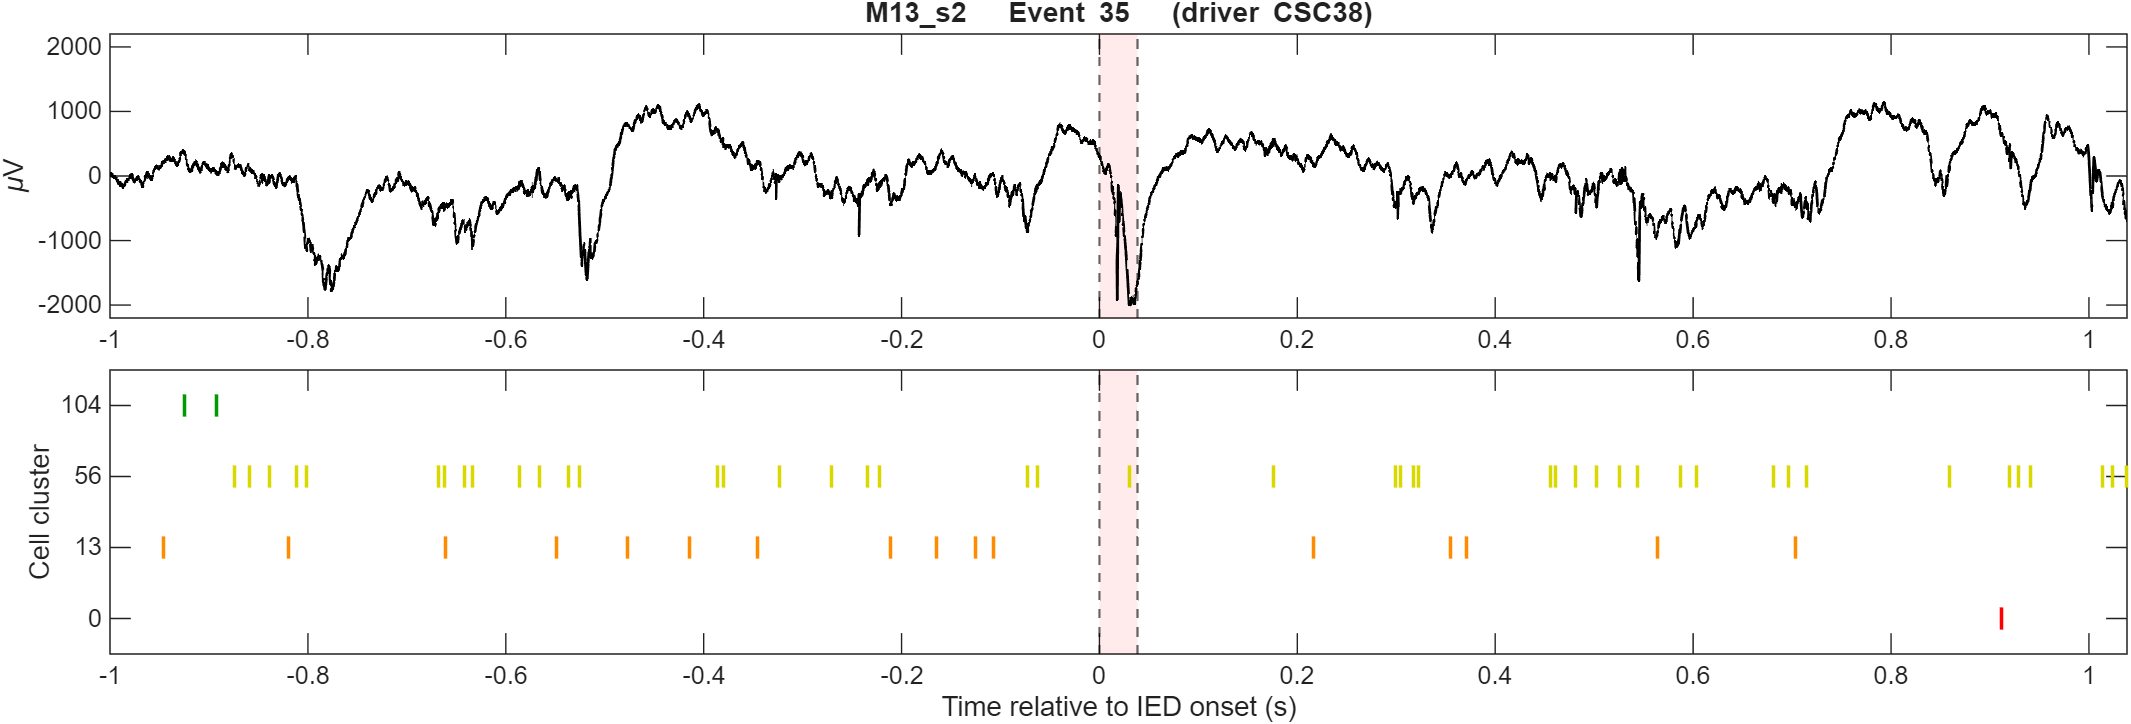 M13_s2 Event 35 (driver CSC38)
2000
1000
0
-1000
-2000
µV
-1 -0.8 -0.6 -0.4 -0.2 0 0.2 0.4 0.6 0.8 1
104
56
13
0
Cell cluster
-1 -0.8 -0.6 -0.4 -0.2 0 0.2 0.4 0.6 0.8 1
Time relative to IED onset (s)